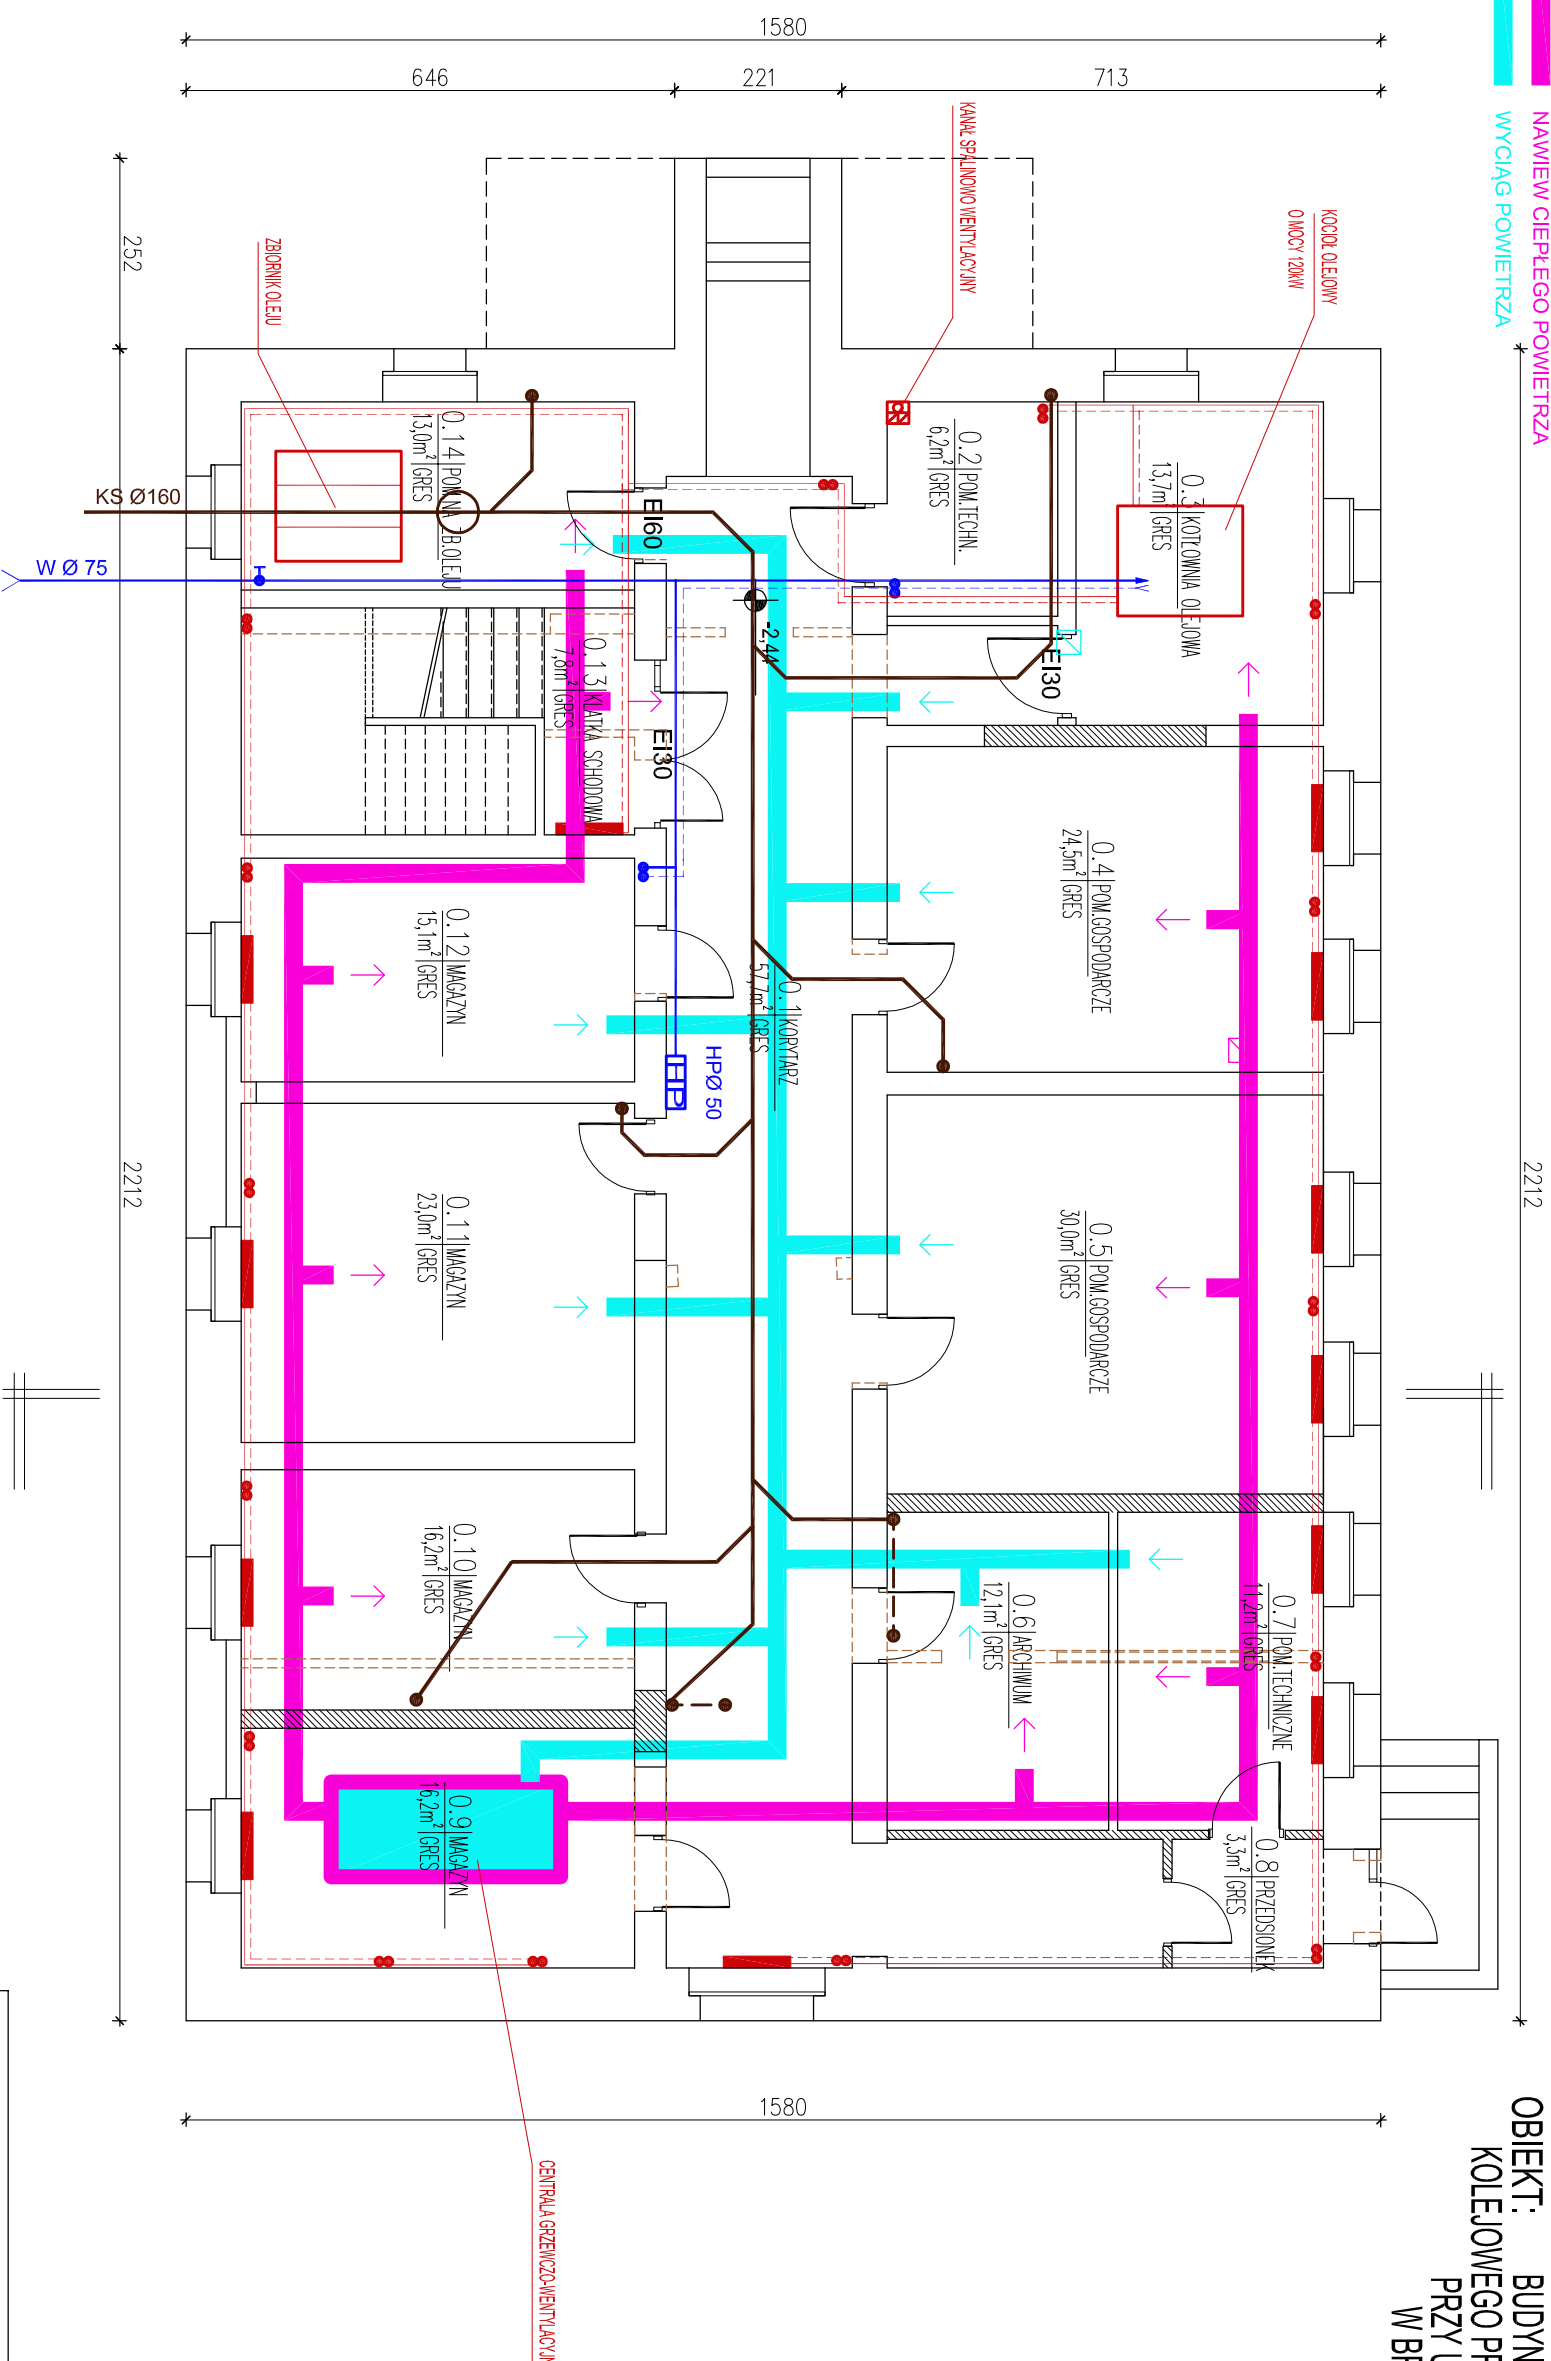 NAWIEW CIEPŁEGO POWIETRZA
WYCIĄG POWIETRZA
1580
646
221
713
252
2212
2212
1580
KANAŁ SPALINOWO WENTYLACYJNY
KOCIOŁ OLEJOWY
O MOCY 120kW
ZBIORNIK OLEJU
KS Ø160
W Ø 75
0.14 POM.NA ZB.OLEJU
13,0m² GRES
EI60
0.2 POM.TECHN.
6,2m² GRES
0.3 KOTŁOWNIA OLEJOWA
13,7m² GRES
EI30
-2,44
0.13 KLATKA SCHODOWA
7,8m² GRES
EI30
0.4 POM.GOSPODARCZE
24,5m² GRES
0.12 MAGAZYN
15,1m² GRES
0.1 KORYTARZ
57,7m² GRES
HP
HPØ 50
0.11 MAGAZYN
23,0m² GRES
0.5 POM.GOSPODARCZE
30,0m² GRES
0.10 MAGAZYN
16,2m² GRES
0.6 ARCHIWUM
12,1m² GRES
0.7 POM.TECHNICZNE
11,2m² GRES
0.9 MAGAZYN
16,2m² GRES
0.8 PRZEDSIONEK
3,3m² GRES
CENTRALA GRZEWCZO-WENTYLACYJN
OBIEKT: BUDYN
KOLEJOWEGO PR
PRZY U
W BR